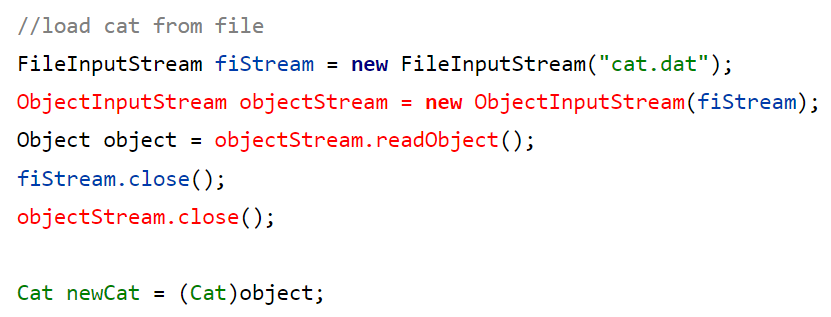 //load cat from file
FileInputStream fiStream = new FileInputStream("cat.dat");
ObjectInputStream objectStream = new ObjectInputStream(fiStream);
Object object = objectStream.readObject();
fiStream.close();
objectStream.close();
Cat newCat = (Cat)object;